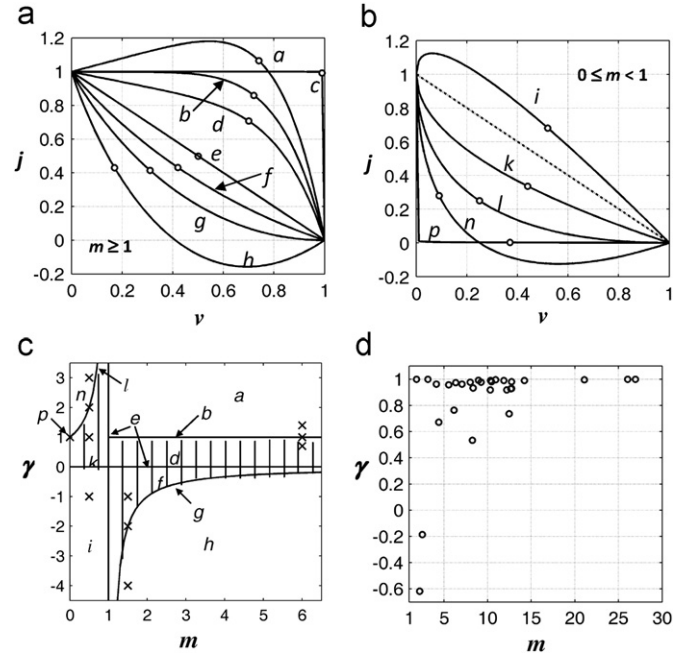 a
1.2
1
0.8
0.6
0.4
0.2
0
-0.2
j
a
b
c
d
e
f
g
h
m ≥ 1
0 0.2 0.4 0.6 0.8 1
v
b
1.2
1
0.8
0.6
0.4
0.2
0
-0.2
j
0 ≤ m < 1
i
k
l
n
p
0 0.2 0.4 0.6 0.8 1
v
c
3
2
1
0
-1
-2
-3
-4
γ
p
n
l
e
b
a
k
d
f
g
i
h
0 1 2 3 4 5 6
m
d
1
0.8
0.6
0.4
0.2
0
-0.2
-0.4
-0.6
γ
1 5 10 15 20 25 30
m